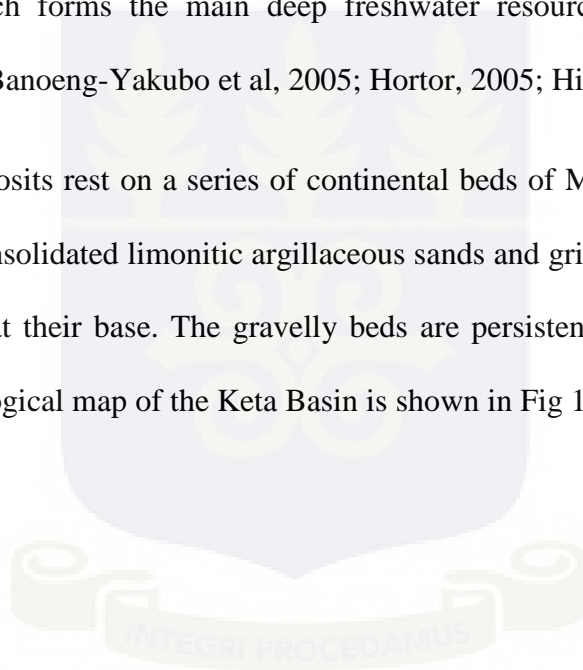 ch forms the main deep freshwater resourc
Banoeng-Yakubo et al, 2005; Hortor, 2005; Hi
osits rest on a series of continental beds of M
nsolidated limonitic argillaceous sands and gri
at their base. The gravelly beds are persisten
ogical map of the Keta Basin is shown in Fig 1
INTEGRI PROCEDAMUS